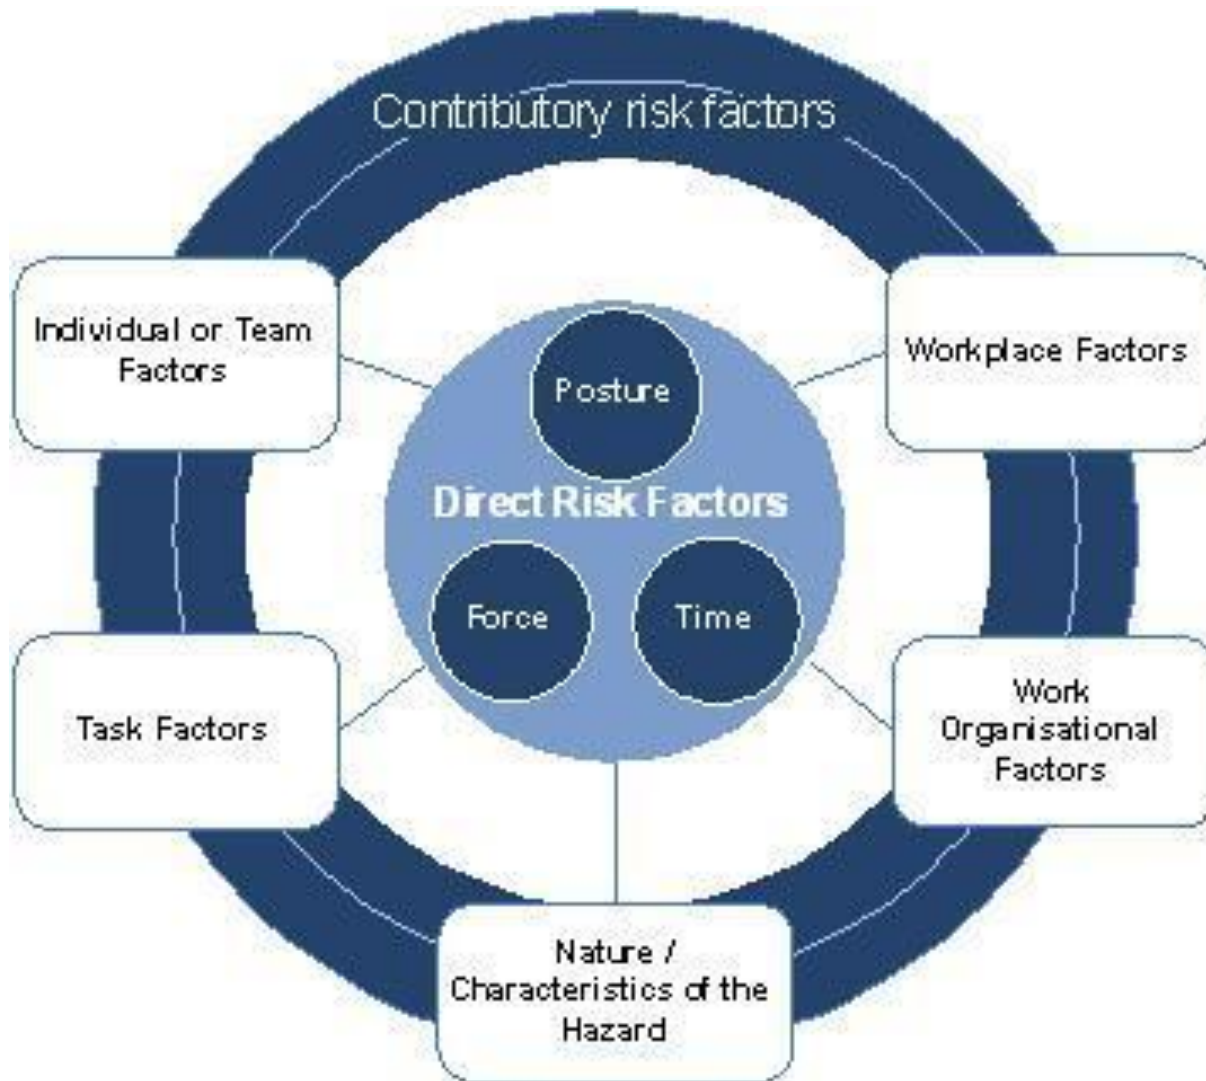 Contributory risk factors
Individual or Team
Factors
Workplace Factors
Posture
Direct Risk Factors
Force
Time
Task Factors
Work
Organisational
Factors
Nature /
Characteristics of the
Hazard